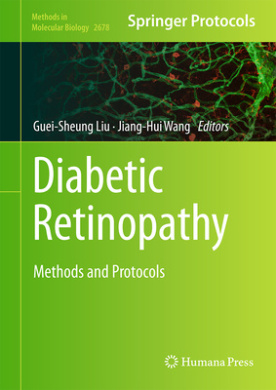 Methods in
Molecular Biology 2678
Springer Protocols
Guei-Sheung Liu · Jiang-Hui Wang Editors
Diabetic
Retinopathy
Methods and Protocols
Humana Press